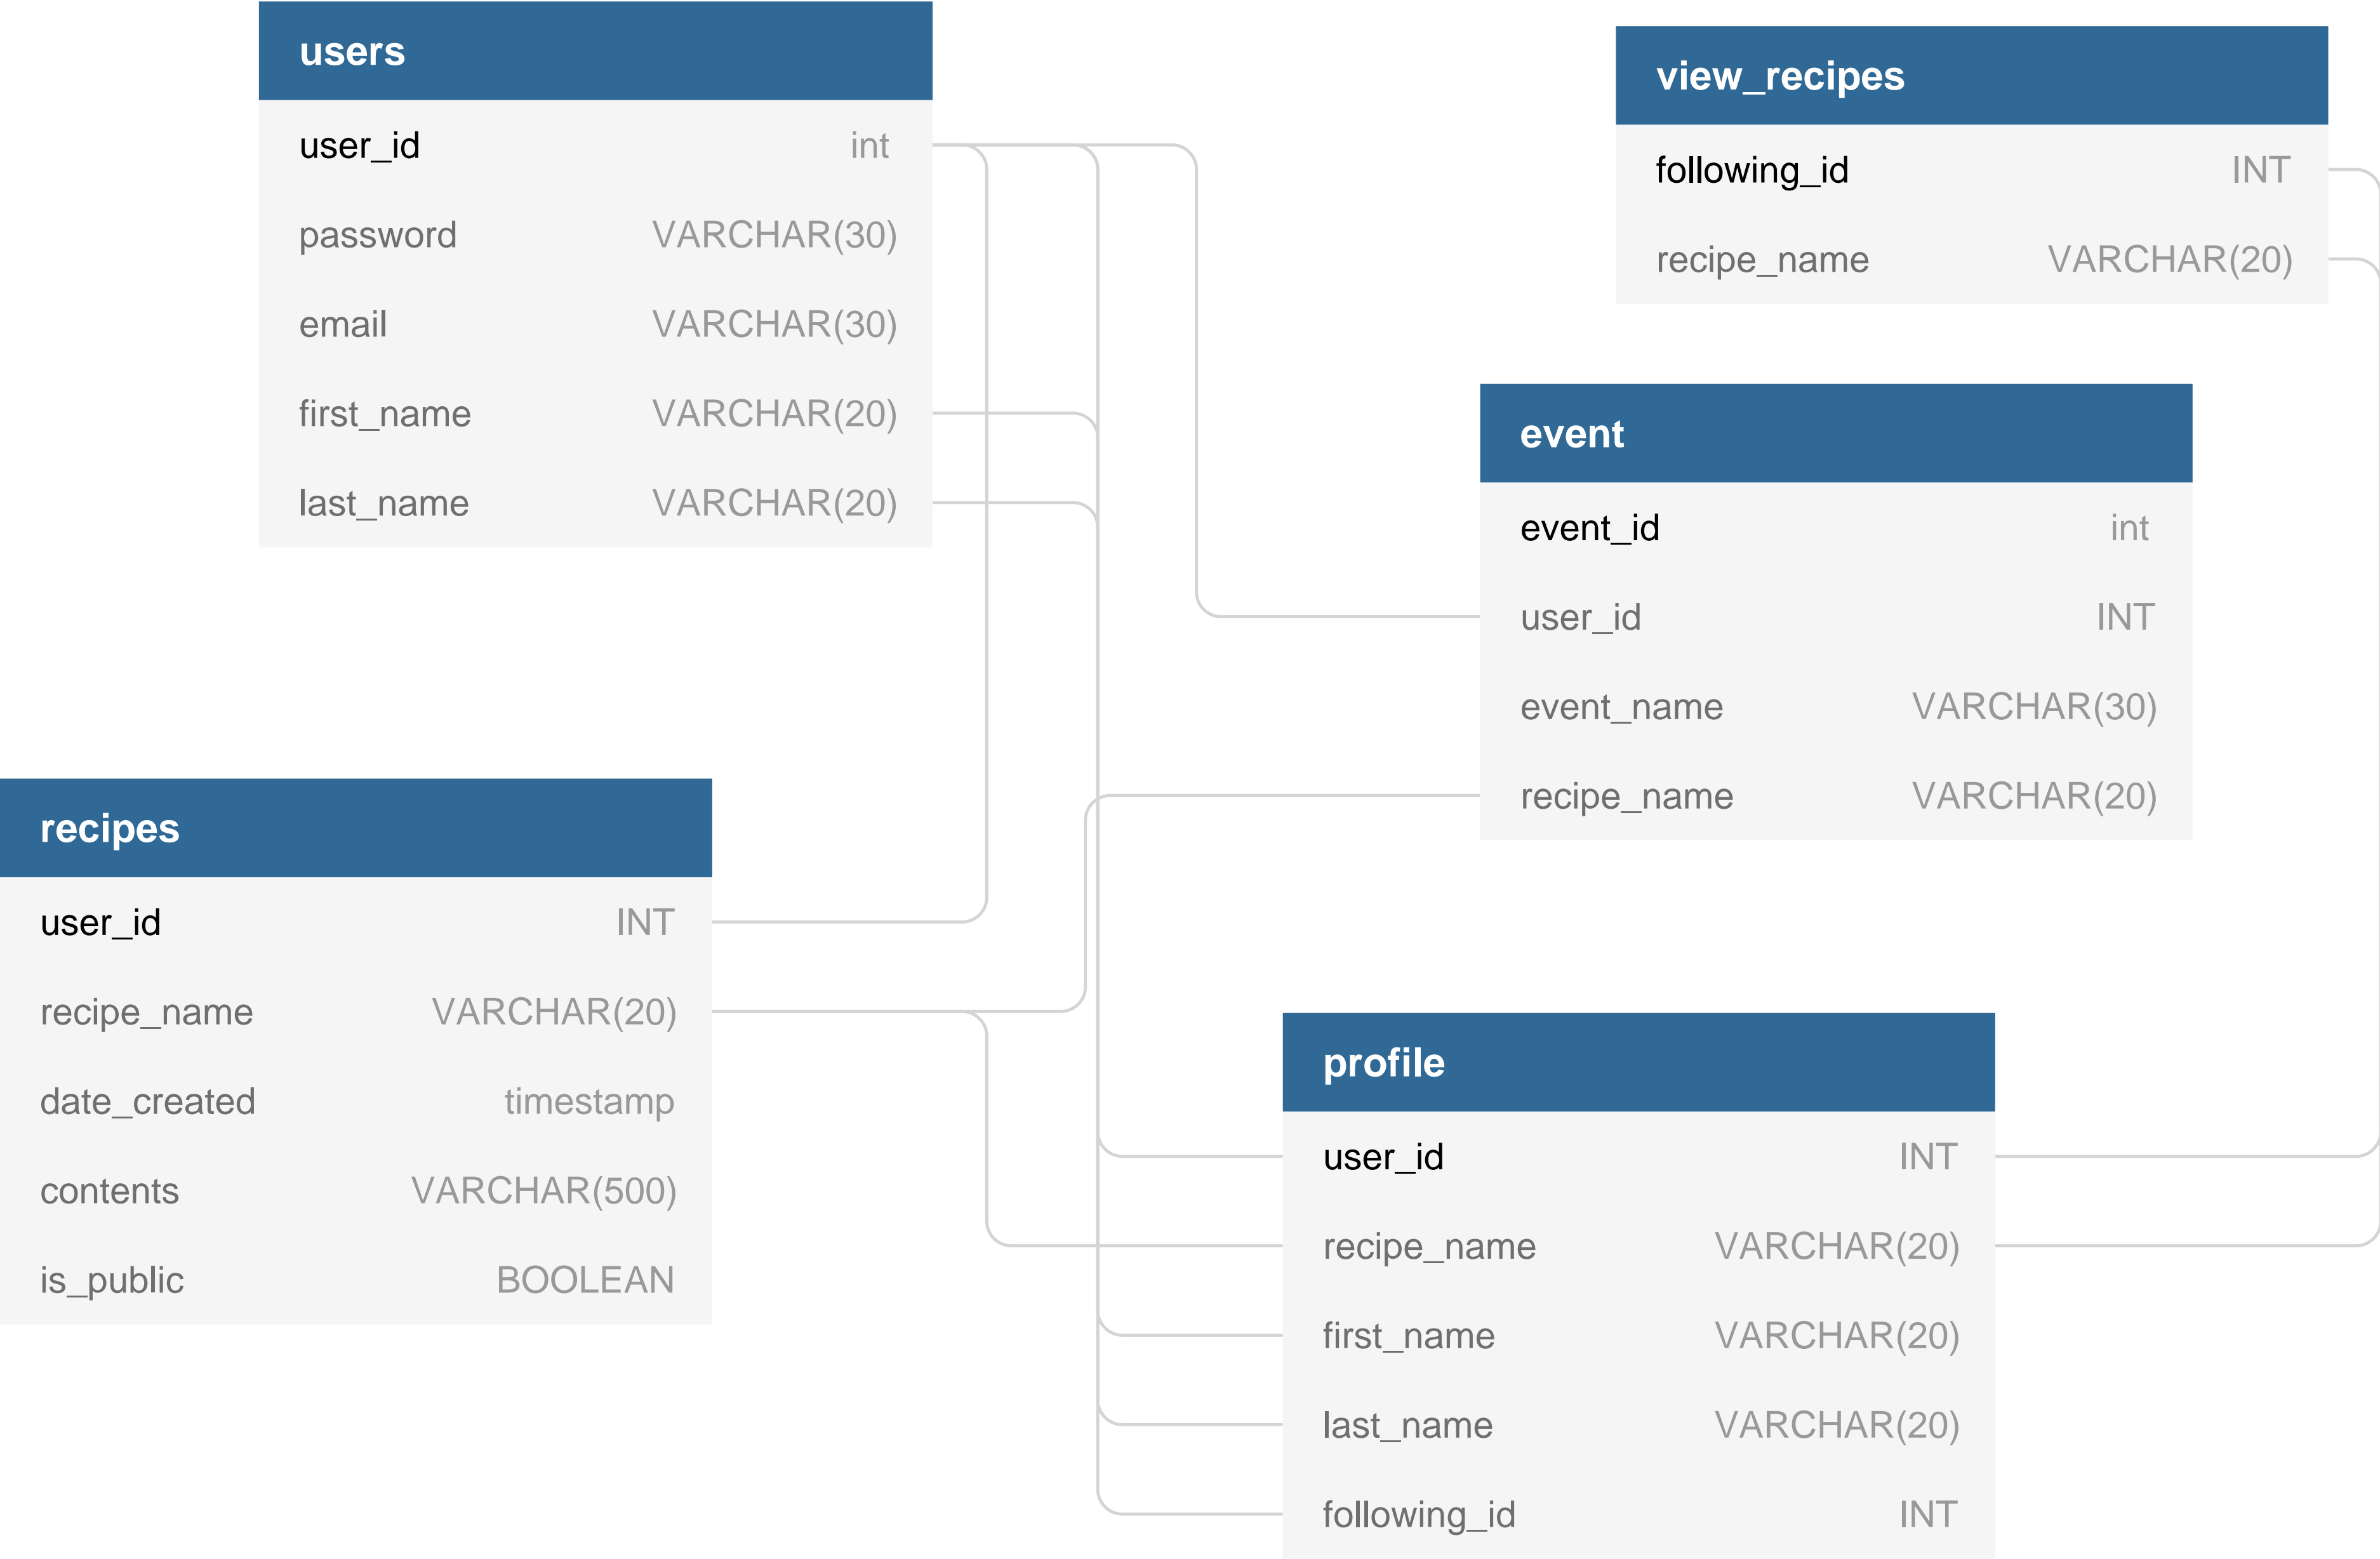 users
user_id int
password VARCHAR(30)
email VARCHAR(30)
first_name VARCHAR(20)
last_name VARCHAR(20)
view_recipes
following_id INT
recipe_name VARCHAR(20)
event
event_id int
user_id INT
event_name VARCHAR(30)
recipe_name VARCHAR(20)
recipes
user_id INT
recipe_name VARCHAR(20)
date_created timestamp
contents VARCHAR(500)
is_public BOOLEAN
profile
user_id INT
recipe_name VARCHAR(20)
first_name VARCHAR(20)
last_name VARCHAR(20)
following_id INT